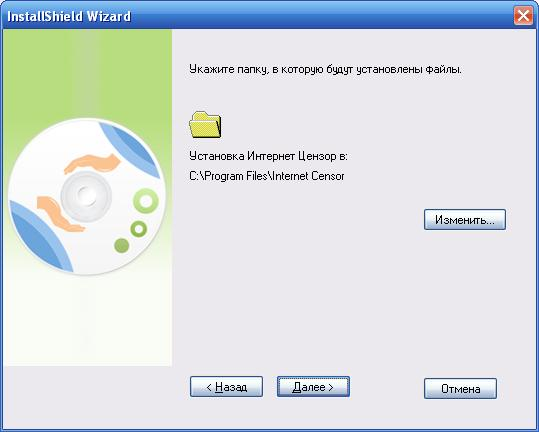 InstallShield Wizard
Укажите папку, в которую будут установлены файлы.
Установка Интернет Цензор в:
C:\Program Files\Internet Censor
Изменить...
< Назад
Далее >
Отмена